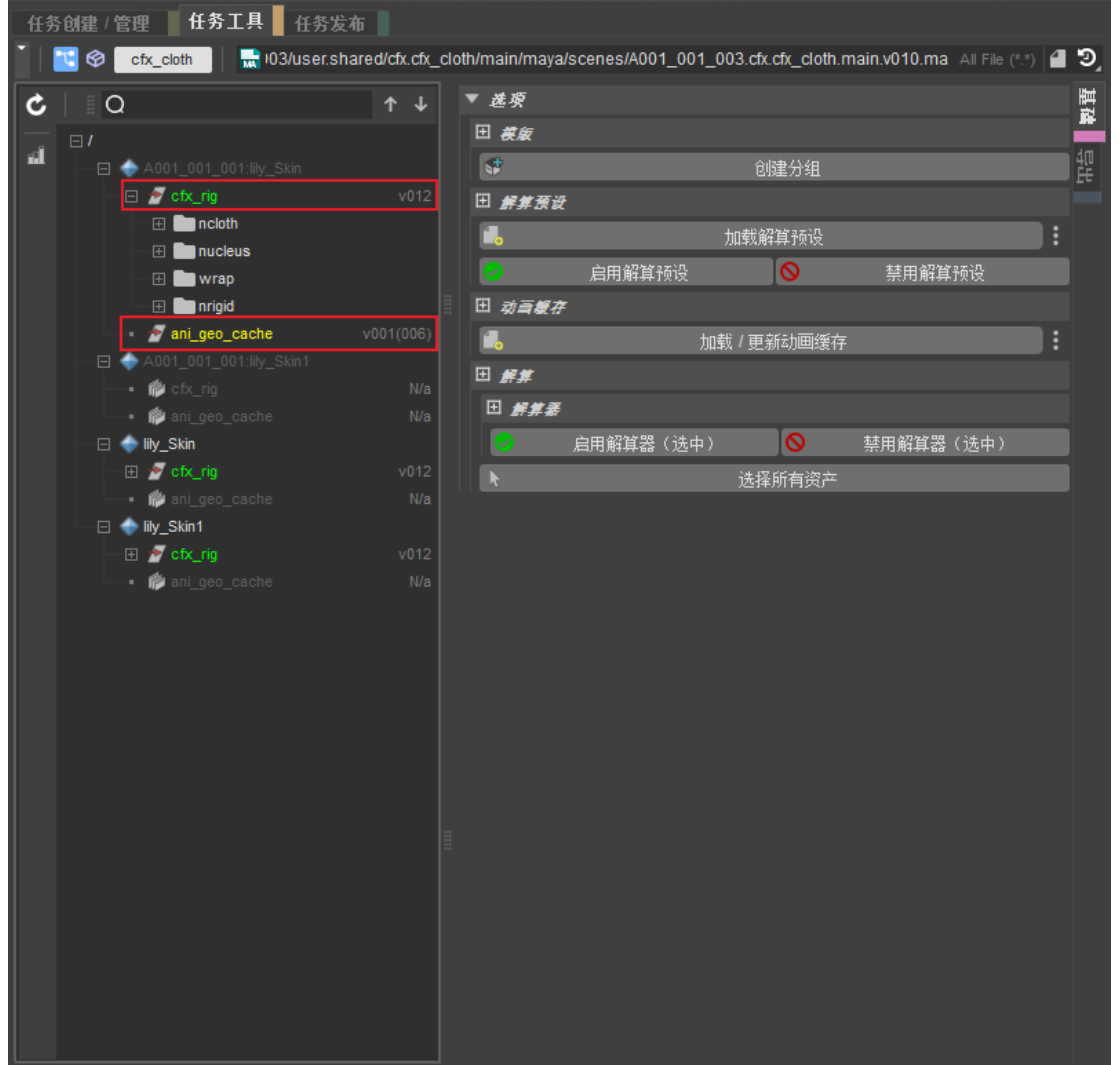 任务创建 / 管理 任务工具 任务发布
cfx_cloth I03/user.shared/cfx.cfx_cloth/main/maya/scenes/A001_001_003.cfx.cfx_cloth.main.v010.ma All File (*.*)
/
A001_001_001:lily_Skin
cfx_rig v012
ncloth
nucleus
wrap
nrigid
ani_geo_cache v001(006)
A001_001_001:lily_Skin1
cfx_rig N/a
ani_geo_cache N/a
lily_Skin
cfx_rig v012
ani_geo_cache N/a
lily_Skin1
cfx_rig v012
ani_geo_cache N/a
选项
模版
创建分组
解算预设
加载解算预设
启用解算预设 禁用解算预设
动画缓存
加载 / 更新动画缓存
解算
解算器
启用解算器（选中） 禁用解算器（选中）
选择所有资产
基础